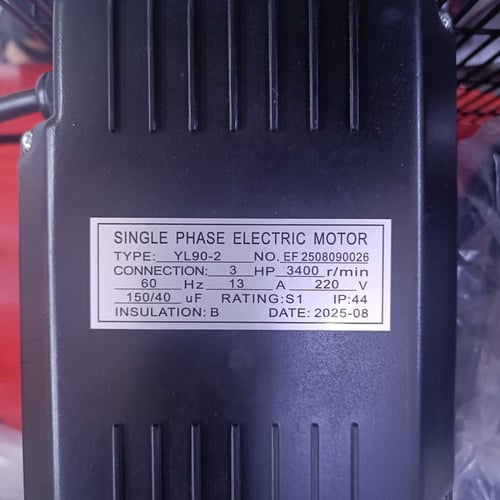 SINGLE PHASE ELECTRIC MOTOR
TYPE: YL90-2 NO. EF 2508090026
CONNECTION: 3 HP 3400 r/min
60 Hz 13 A 220 V
150/40 uF RATING: S1 IP:44
INSULATION: B DATE: 2025-08